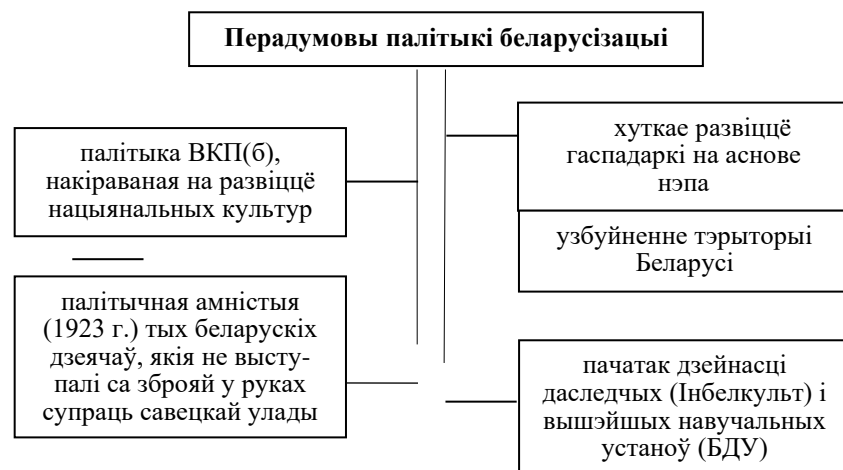 Перадумовы палітыкі беларусізацыі
палітыка ВКП(б),
накіраваная на развіццё
нацыянальных культур
палітычная амністыя
(1923 г.) тых беларускіх
дзеячаў, якія не высту-
палі са зброяй у руках
супраць савецкай улады
хуткае развіццё
гаспадаркі на аснове
нэпа
узбуйненне тэрыторыі
Беларусі
пачатак дзейнасці
даследчых (Інбелкульт) і
вышэйшых навучальных
устаноў (БДУ)